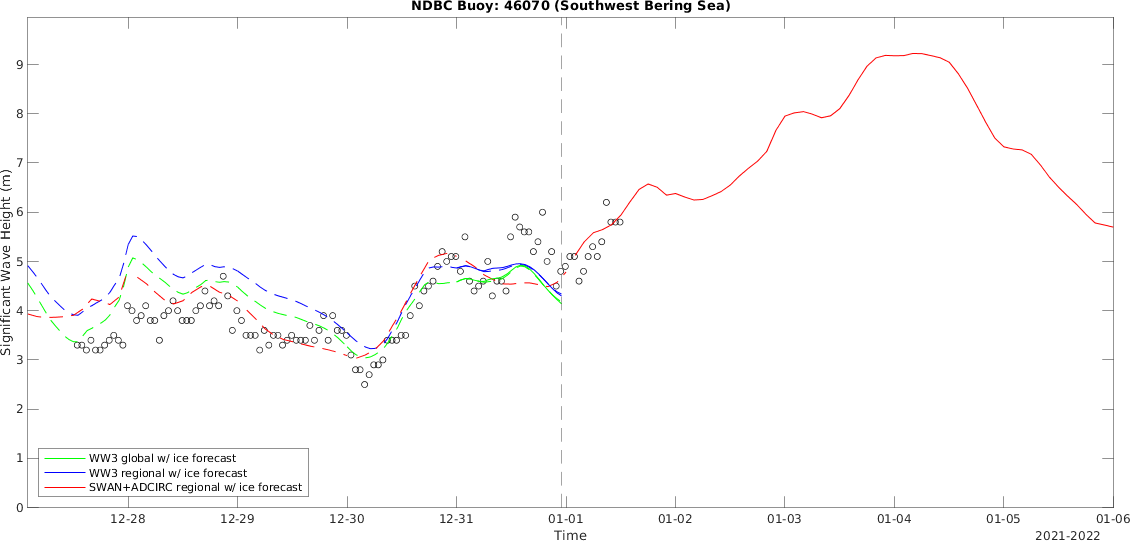 NDBC Buoy: 46070 (Southwest Bering Sea)
Significant Wave Height (m)
9
8
7
6
5
4
3
2
1
0
WW3 global w/ ice forecast
WW3 regional w/ ice forecast
SWAN+ADCIRC regional w/ ice forecast
12-28 12-29 12-30 12-31 01-01 01-02 01-03 01-04 01-05 01-06
Time
2021-2022